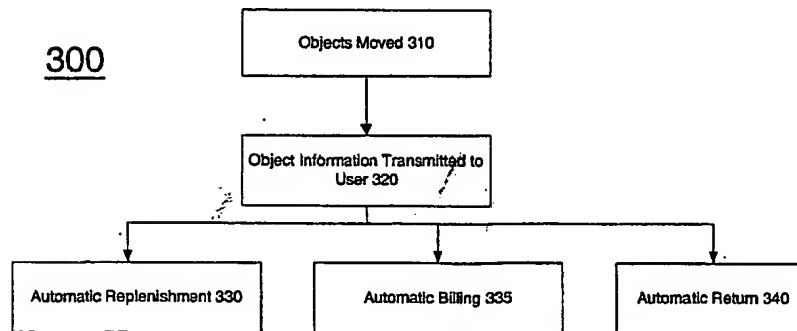 300
Objects Moved 310
Object Information Transmitted to
User 320
Automatic Replenishment 330
Automatic Billing 335
Automatic Return 340